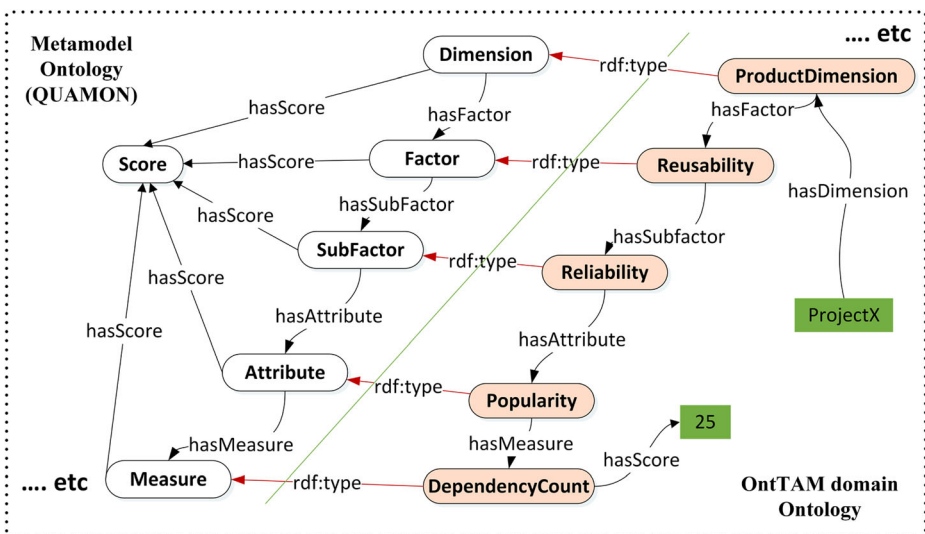 .... etc
Metamodel
Ontology
(QUAMON)
Dimension
rdf:type
ProductDimension
hasScore
hasFactor
hasFactor
Score
hasScore
Factor
rdf:type
Reusability
hasDimension
hasSubFactor
hasScore
hasSubfactor
SubFactor
rdf:type
Reliability
hasScore
hasAttribute
ProjectX
hasScore
hasAttribute
Attribute
rdf:type
Popularity
25
hasMeasure
hasMeasure
hasScore
.... etc
Measure
rdf:type
DependencyCount
OntTAM domain
Ontology